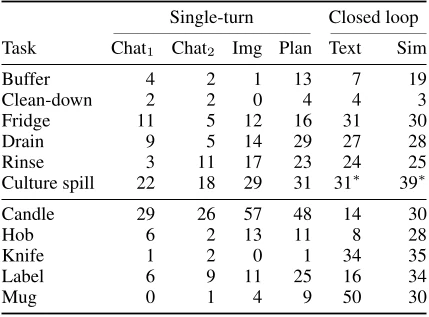 Single-turn Closed loop
Task Chat1 Chat2 Img Plan Text Sim
Buffer 4 2 1 13 7 19
Clean-down 2 2 0 4 4 3
Fridge 11 5 12 16 31 30
Drain 9 5 14 29 27 28
Rinse 3 11 17 23 24 25
Culture spill 22 18 29 31 31* 39*
Candle 29 26 57 48 14 30
Hob 6 2 13 11 8 28
Knife 1 2 0 1 34 35
Label 6 9 11 25 16 34
Mug 0 1 4 9 50 30